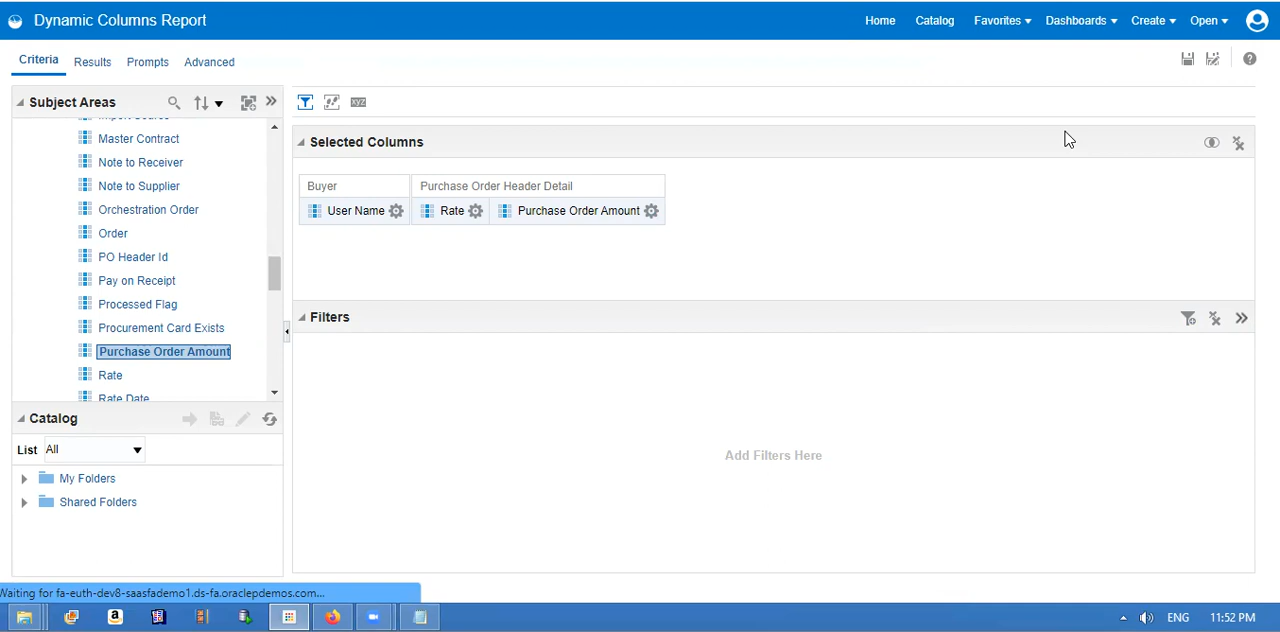 Dynamic Columns Report
Home Catalog Favorites Dashboards Create Open
Criteria Results Prompts Advanced
Subject Areas
Import Source
Master Contract
Note to Receiver
Note to Supplier
Orchestration Order
Order
PO Header Id
Pay on Receipt
Processed Flag
Procurement Card Exists
Purchase Order Amount
Rate
Rate Date
Catalog
List All
My Folders
Shared Folders
XYZ
Selected Columns
Buyer Purchase Order Header Detail
User Name Rate Purchase Order Amount
Filters
Add Filters Here
Waiting for fa-euth-dev8-saasfademo1.ds-fa.oraclepdemos.com...
a ENG 11:52 PM